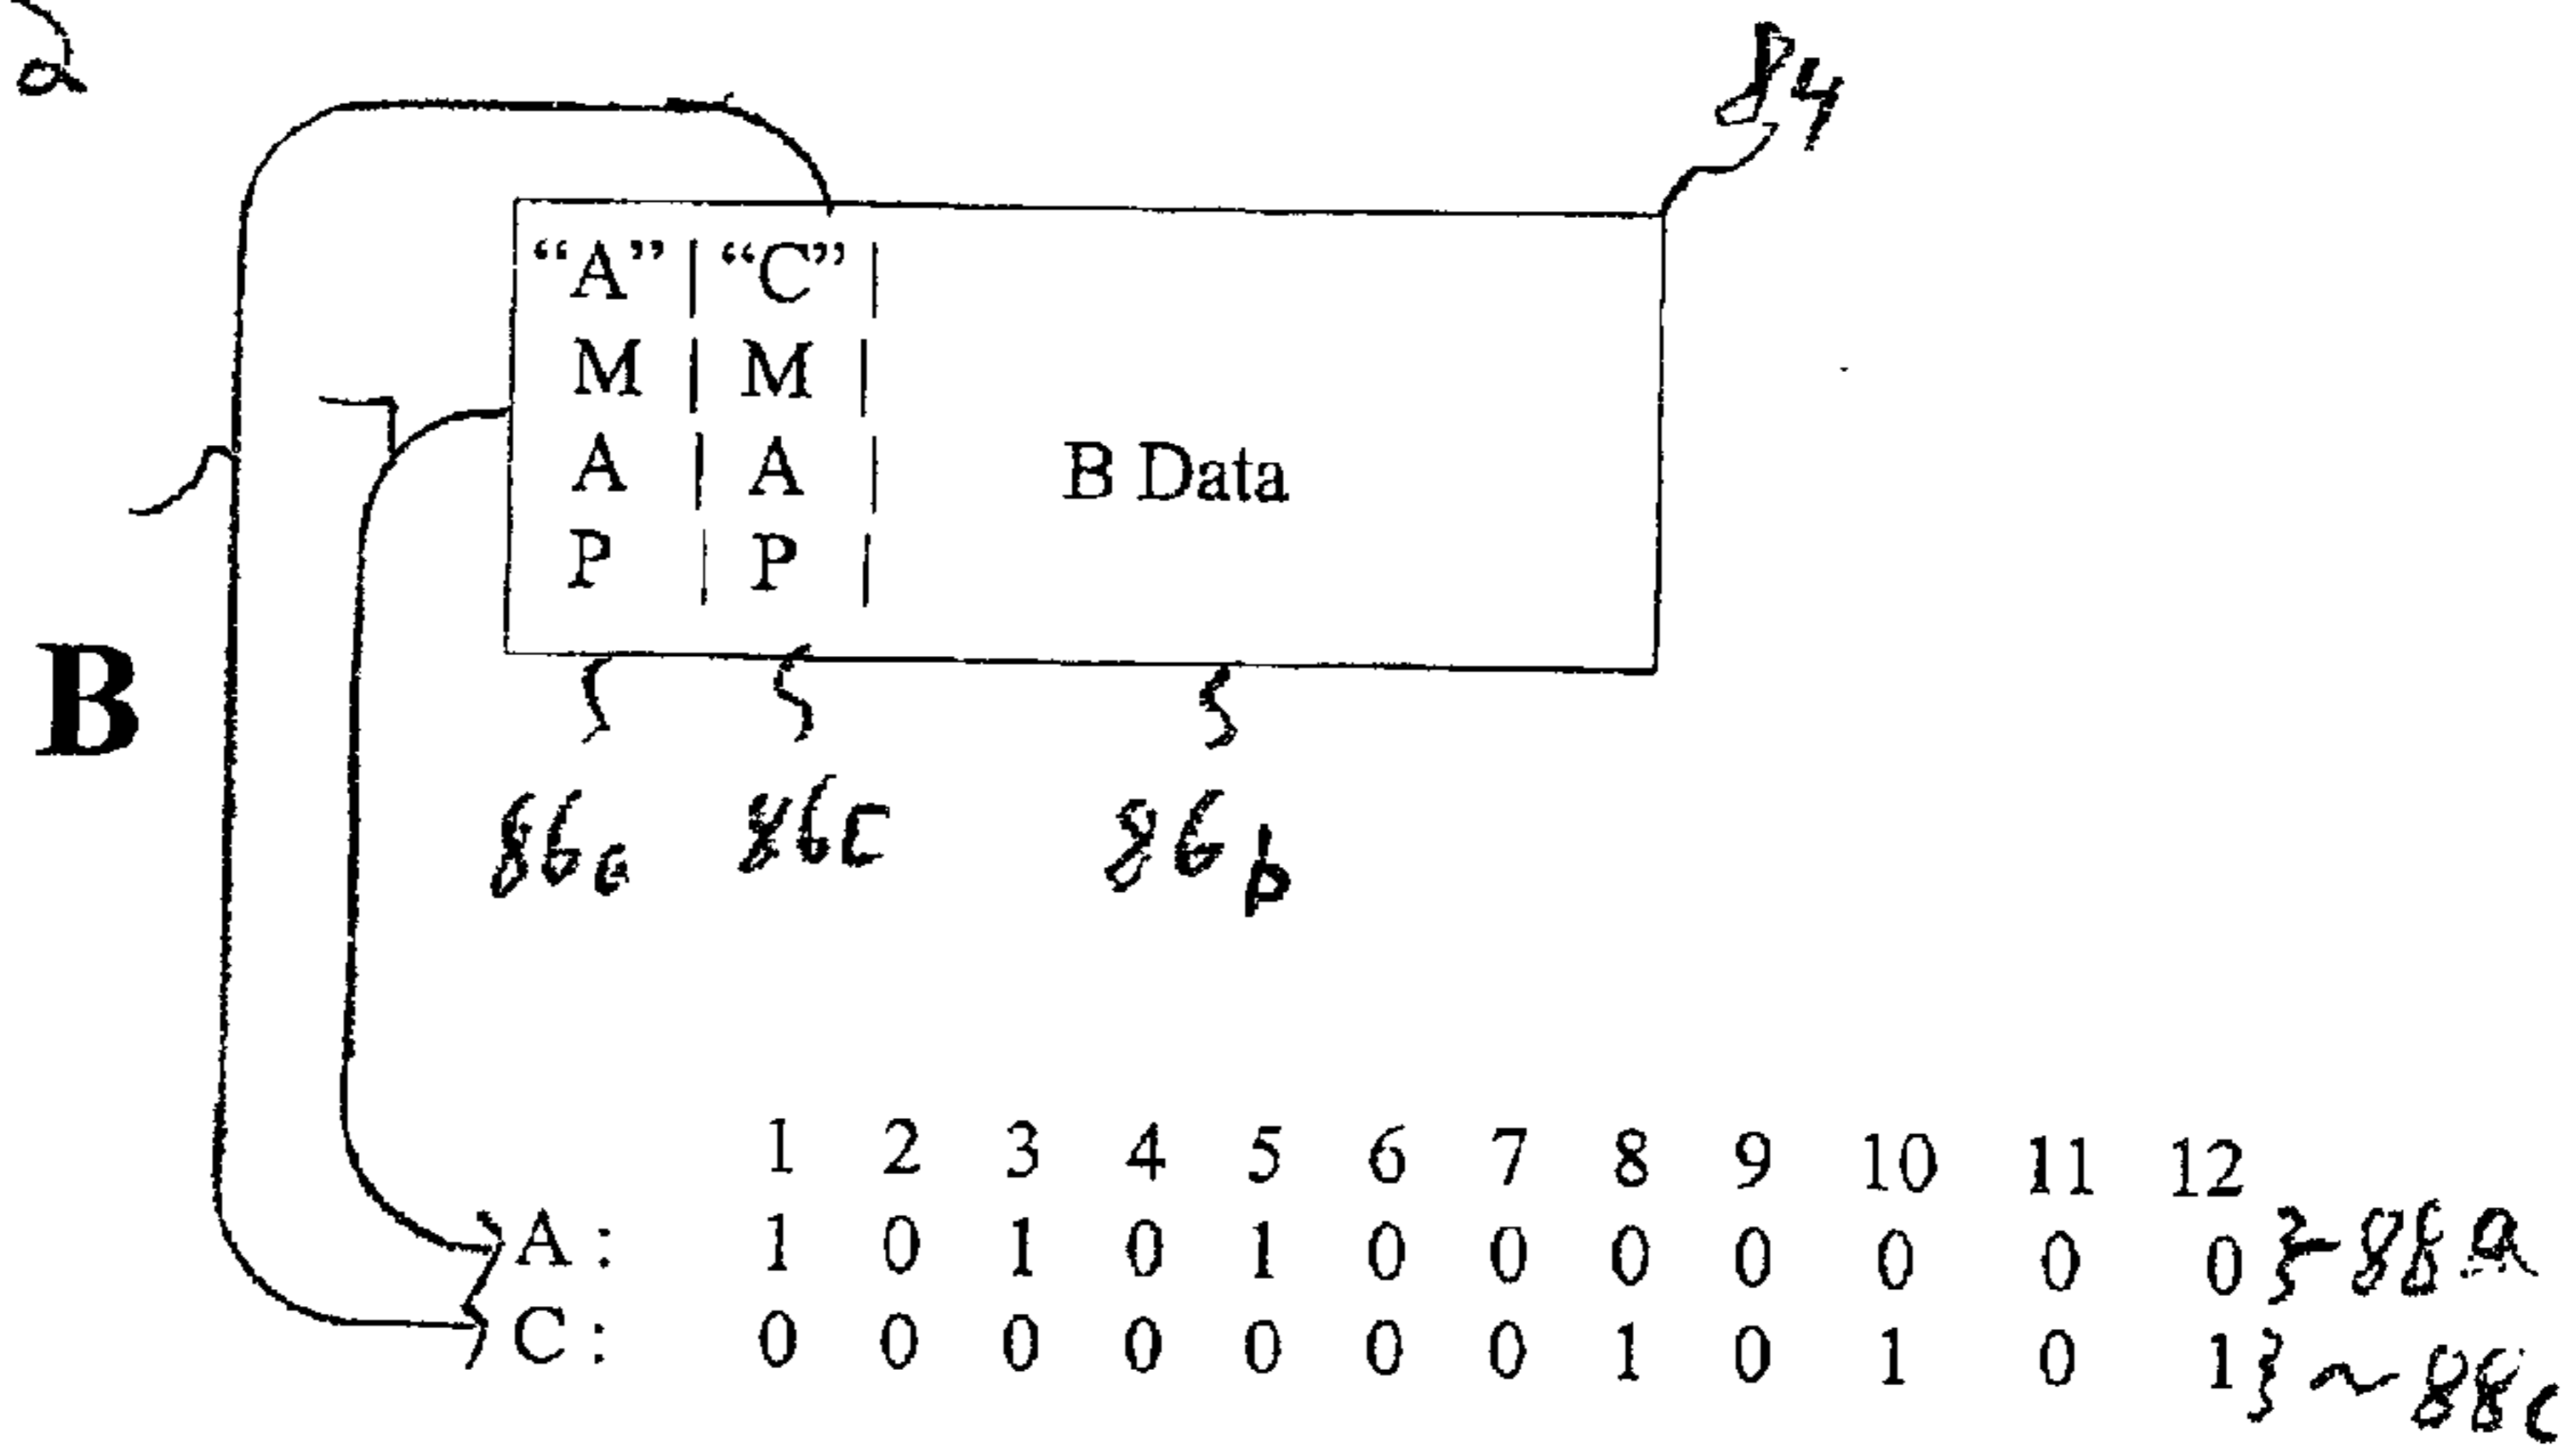 2
84
“A” | “C” |
M | M |
A | A | B Data
P | P |
B
86a 86c 86b
1 2 3 4 5 6 7 8 9 10 11 12
A: 1 0 1 0 1 0 0 0 0 0 0 0 }~88a
C: 0 0 0 0 0 0 0 1 0 1 0 1 }~88c